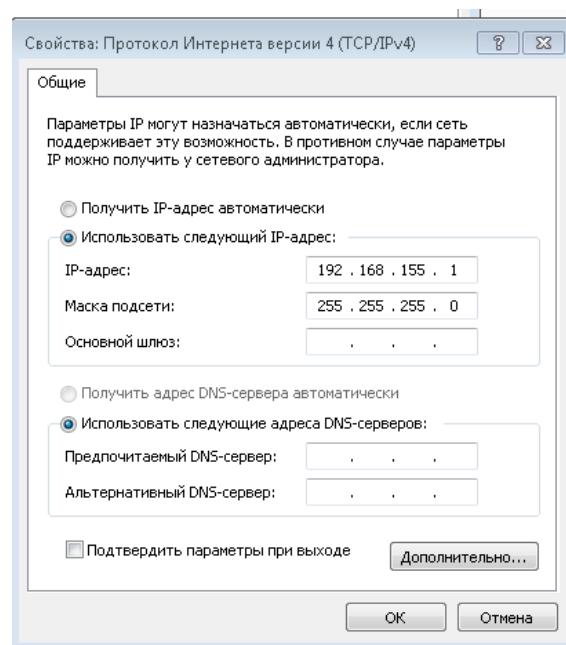 Свойства: Протокол Интернета версии 4 (TCP/IPv4)
Общие
Параметры IP могут назначаться автоматически, если сеть
поддерживает эту возможность. В противном случае параметры
IP можно получить у сетевого администратора.
Получить IP-адрес автоматически
Использовать следующий IP-адрес:
IP-адрес: 192 . 168 . 155 . 1
Маска подсети: 255 . 255 . 255 . 0
Основной шлюз: . . .
Получить адрес DNS-сервера автоматически
Использовать следующие адреса DNS-серверов:
Предпочитаемый DNS-сервер: . . .
Альтернативный DNS-сервер: . . .
Подтвердить параметры при выходе
Дополнительно...
ОК Отмена